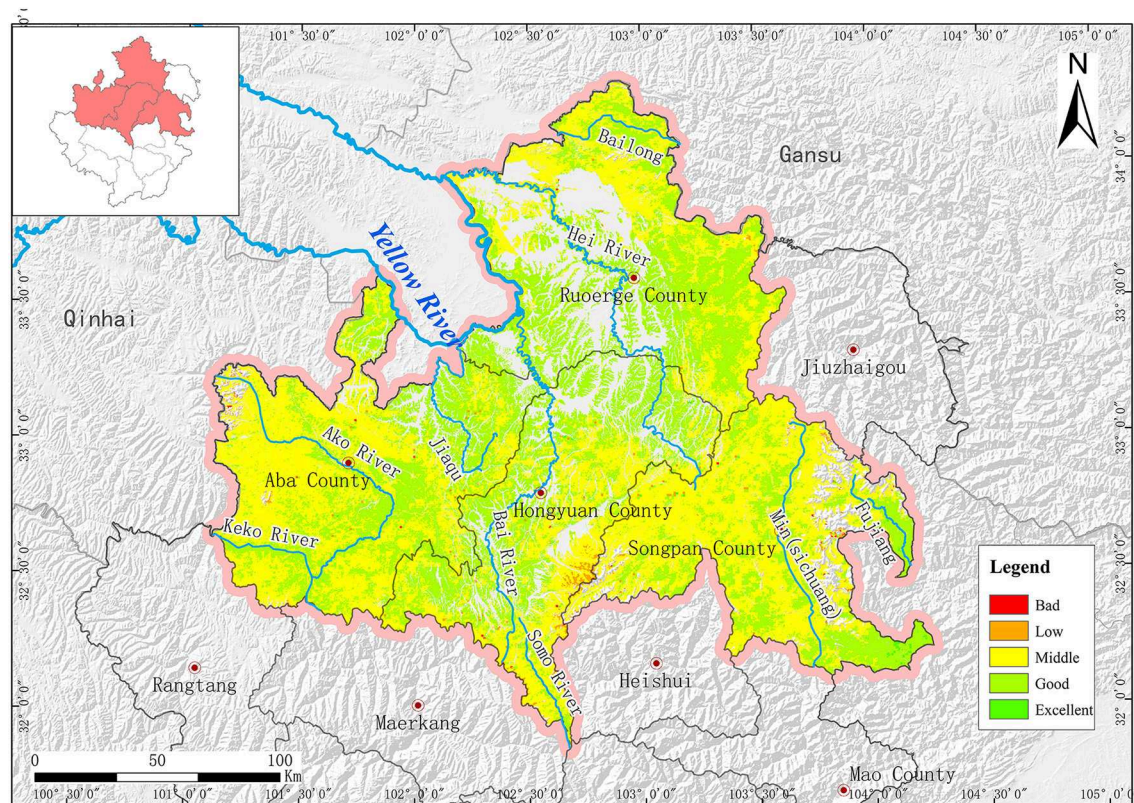 101° 30′ 0″
102° 0′ 0″
102° 30′ 0″
103° 0′ 0″
103° 30′ 0″
104° 0′ 0″
104° 30′ 0″
105° 0′ 0″
N
Bailong
Gansu
34° 0′ 0″
34° 0′ 0″
Yellow River
Hei River
Ruoerge County
33° 30′ 0″
33° 30′ 0″
Qinhai
Jiuzhaigou
33° 0′ 0″
33° 0′ 0″
Ako River
Jiaqu
Aba County
Hongyuan County
Keko River
Bai River
Songpan County
Min(sichuang)
Fujiang
32° 30′ 0″
32° 30′ 0″
Legend
Bad
Low
Middle
Good
Excellent
Somo River
Rangtang
Heishui
Maerkang
32° 0′ 0″
32° 0′ 0″
0 50 100
Km
Mao County
100° 30′ 0″
101° 0′ 0″
101° 30′ 0″
102° 0′ 0″
102° 30′ 0″
103° 0′ 0″
103° 30′ 0″
104° 0′ 0″
104° 30′ 0″
105° 0′ 0″